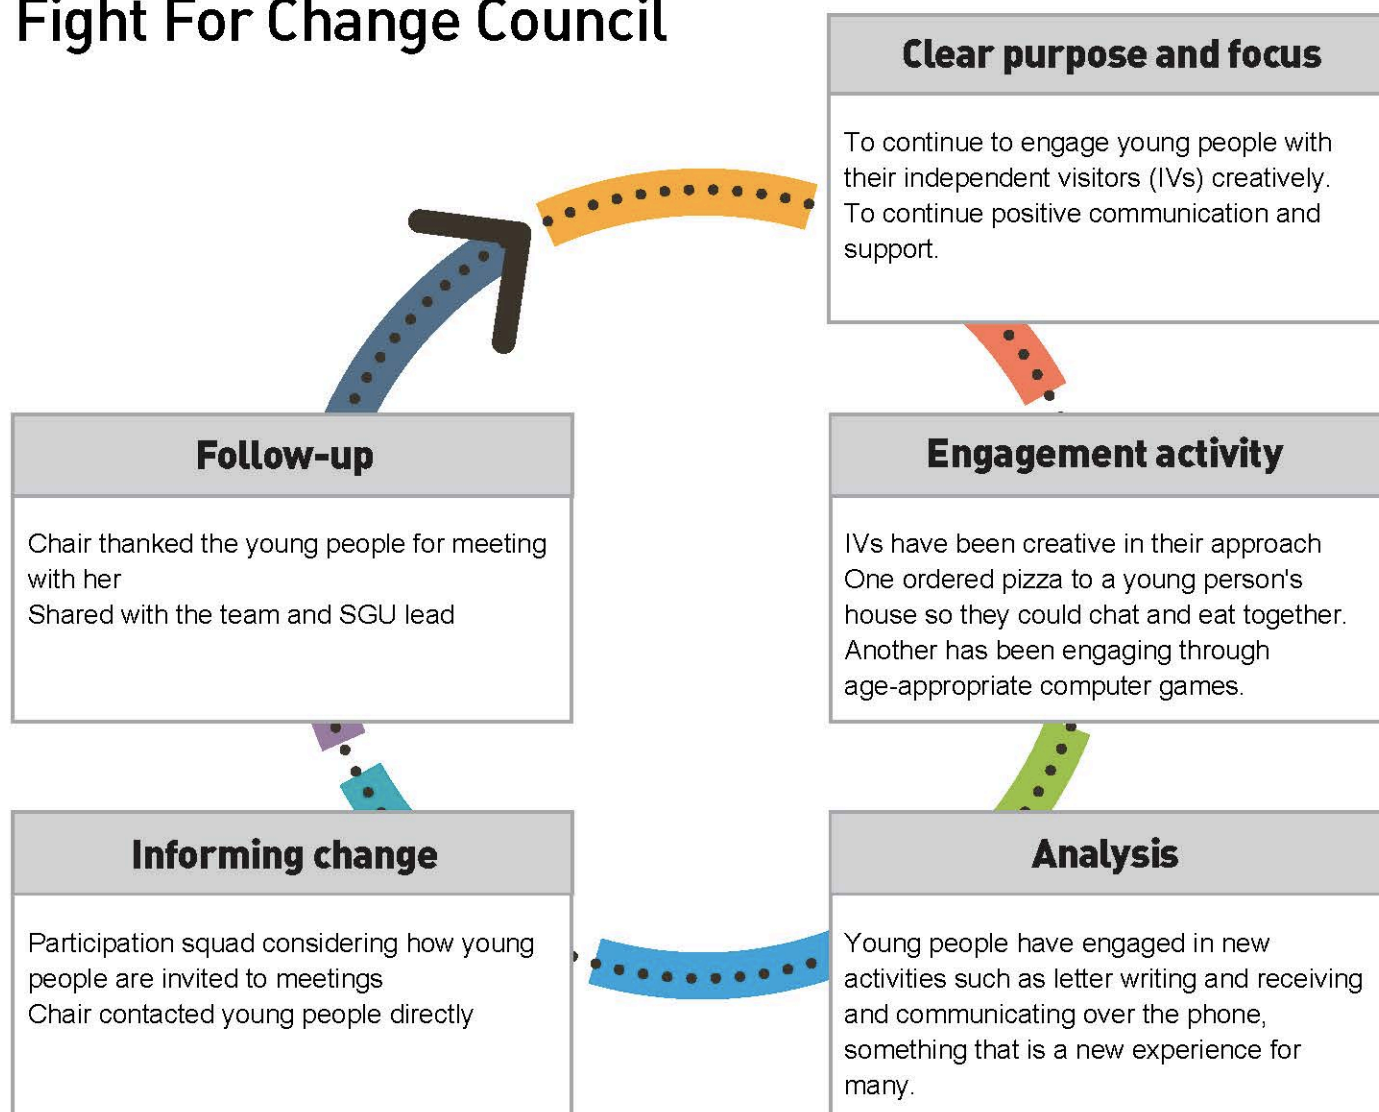 Fight For Change Council
Clear purpose and focus
To continue to engage young people with
their independent visitors (IVs) creatively.
To continue positive communication and
support.
Engagement activity
IVs have been creative in their approach
One ordered pizza to a young person's
house so they could chat and eat together.
Another has been engaging through
age-appropriate computer games.
Analysis
Young people have engaged in new
activities such as letter writing and receiving
and communicating over the phone,
something that is a new experience for
many.
Informing change
Participation squad considering how young
people are invited to meetings
Chair contacted young people directly
Follow-up
Chair thanked the young people for meeting
with her
Shared with the team and SGU lead